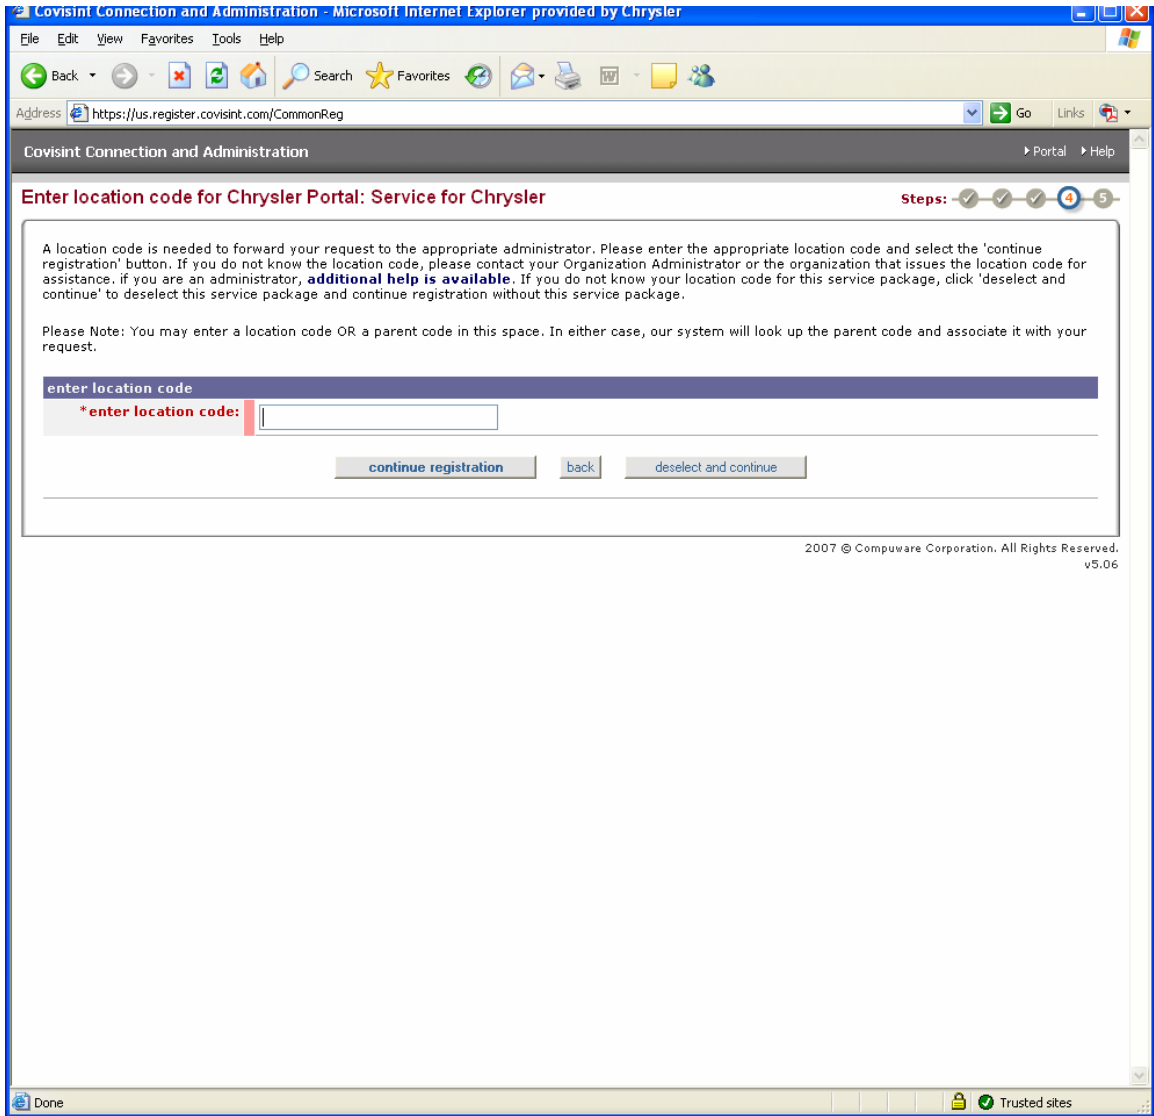 Covisint Connection and Administration - Microsoft Internet Explorer provided by Chrysler
File Edit View Favorites Tools Help
Back Search Favorites
Address https://us.register.covisint.com/CommonReg Go Links
Covisint Connection and Administration Portal Help
Enter location code for Chrysler Portal: Service for Chrysler Steps: 4 5
A location code is needed to forward your request to the appropriate administrator. Please enter the appropriate location code and select the 'continue
registration' button. If you do not know the location code, please contact your Organization Administrator or the organization that issues the location code for
assistance. if you are an administrator, additional help is available. If you do not know your location code for this service package, click 'deselect and
continue' to deselect this service package and continue registration without this service package.
Please Note: You may enter a location code OR a parent code in this space. In either case, our system will look up the parent code and associate it with your
request.
enter location code
*enter location code:
continue registration back deselect and continue
2007 © Compuware Corporation. All Rights Reserved.
v5.06
Done Trusted sites